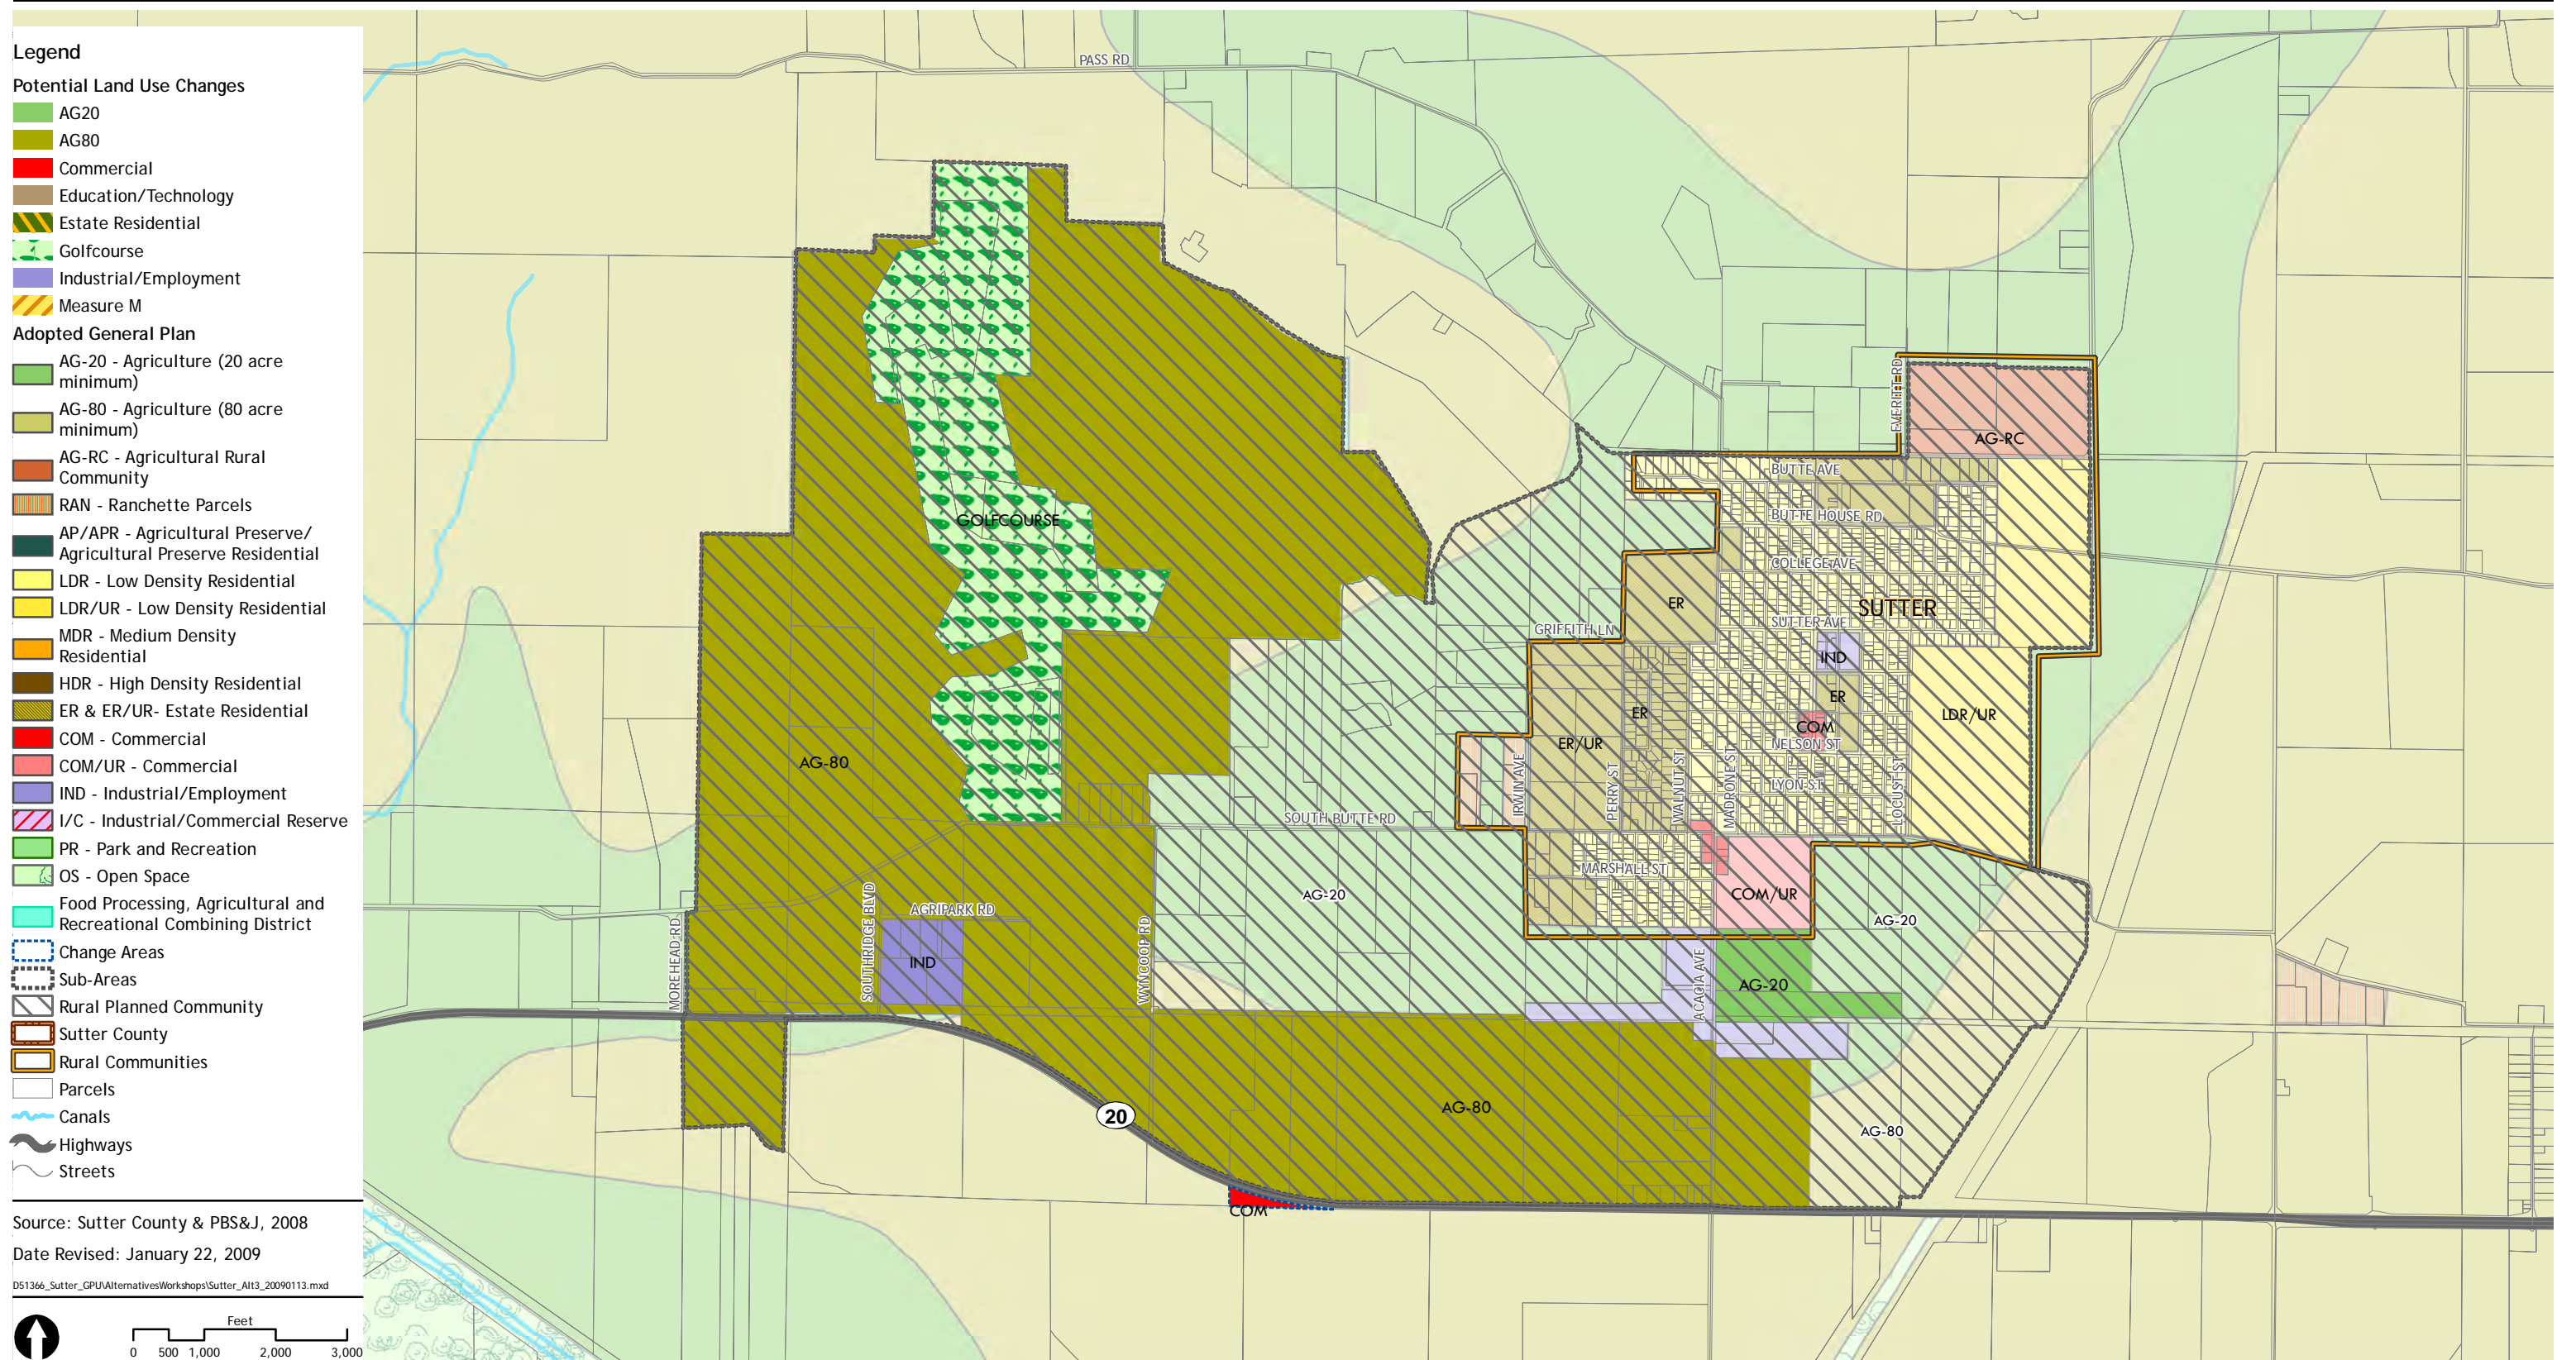 Legend
Potential Land Use Changes
AG20
AG80
Commercial
Education/Technology
Estate Residential
Golfcourse
Industrial/Employment
Measure M
Adopted General Plan
AG-20 - Agriculture (20 acre
minimum)
AG-80 - Agriculture (80 acre
minimum)
AG-RC - Agricultural Rural
Community
RAN - Ranchette Parcels
AP/APR - Agricultural Preserve/
Agricultural Preserve Residential
LDR - Low Density Residential
LDR/UR - Low Density Residential
MDR - Medium Density
Residential
HDR - High Density Residential
ER & ER/UR- Estate Residential
COM - Commercial
COM/UR - Commercial
IND - Industrial/Employment
I/C - Industrial/Commercial Reserve
PR - Park and Recreation
OS - Open Space
Food Processing, Agricultural and
Recreational Combining District
Change Areas
Sub-Areas
Rural Planned Community
Sutter County
Rural Communities
Parcels
Canals
Highways
Streets
Source: Sutter County & PBS&J, 2008
Date Revised: January 22, 2009
D51366_Sutter_GPU\AlternativesWorkshops\Sutter_Alt3_20090113.mxd
Feet
0 500 1,000 2,000 3,000
PASS RD
EVERITT RD
AG-RC
BUTTE AVE
BUTTE HOUSE RD
GOLFCOURSE
COLLEGE AVE
ER
SUTTER
SUTTER AVE
GRIFFITH LN
IND
ER
ER
LDR/UR
COM
NELSON ST
ER/UR
AG-80
IRWIN AVE
PERRY ST
WALNUT ST
MADRONE ST
LYON ST
LOCUST ST
SOUTH BUTTE RD
MARSHALL ST
AG-20
COM/UR
AG-20
AGRIPARK RD
MOREHEAD RD
SOUTHRIDGE BLVD
IND
WYNCOOP RD
ACACIA AVE
AG-20
20
AG-80
AG-80
COM